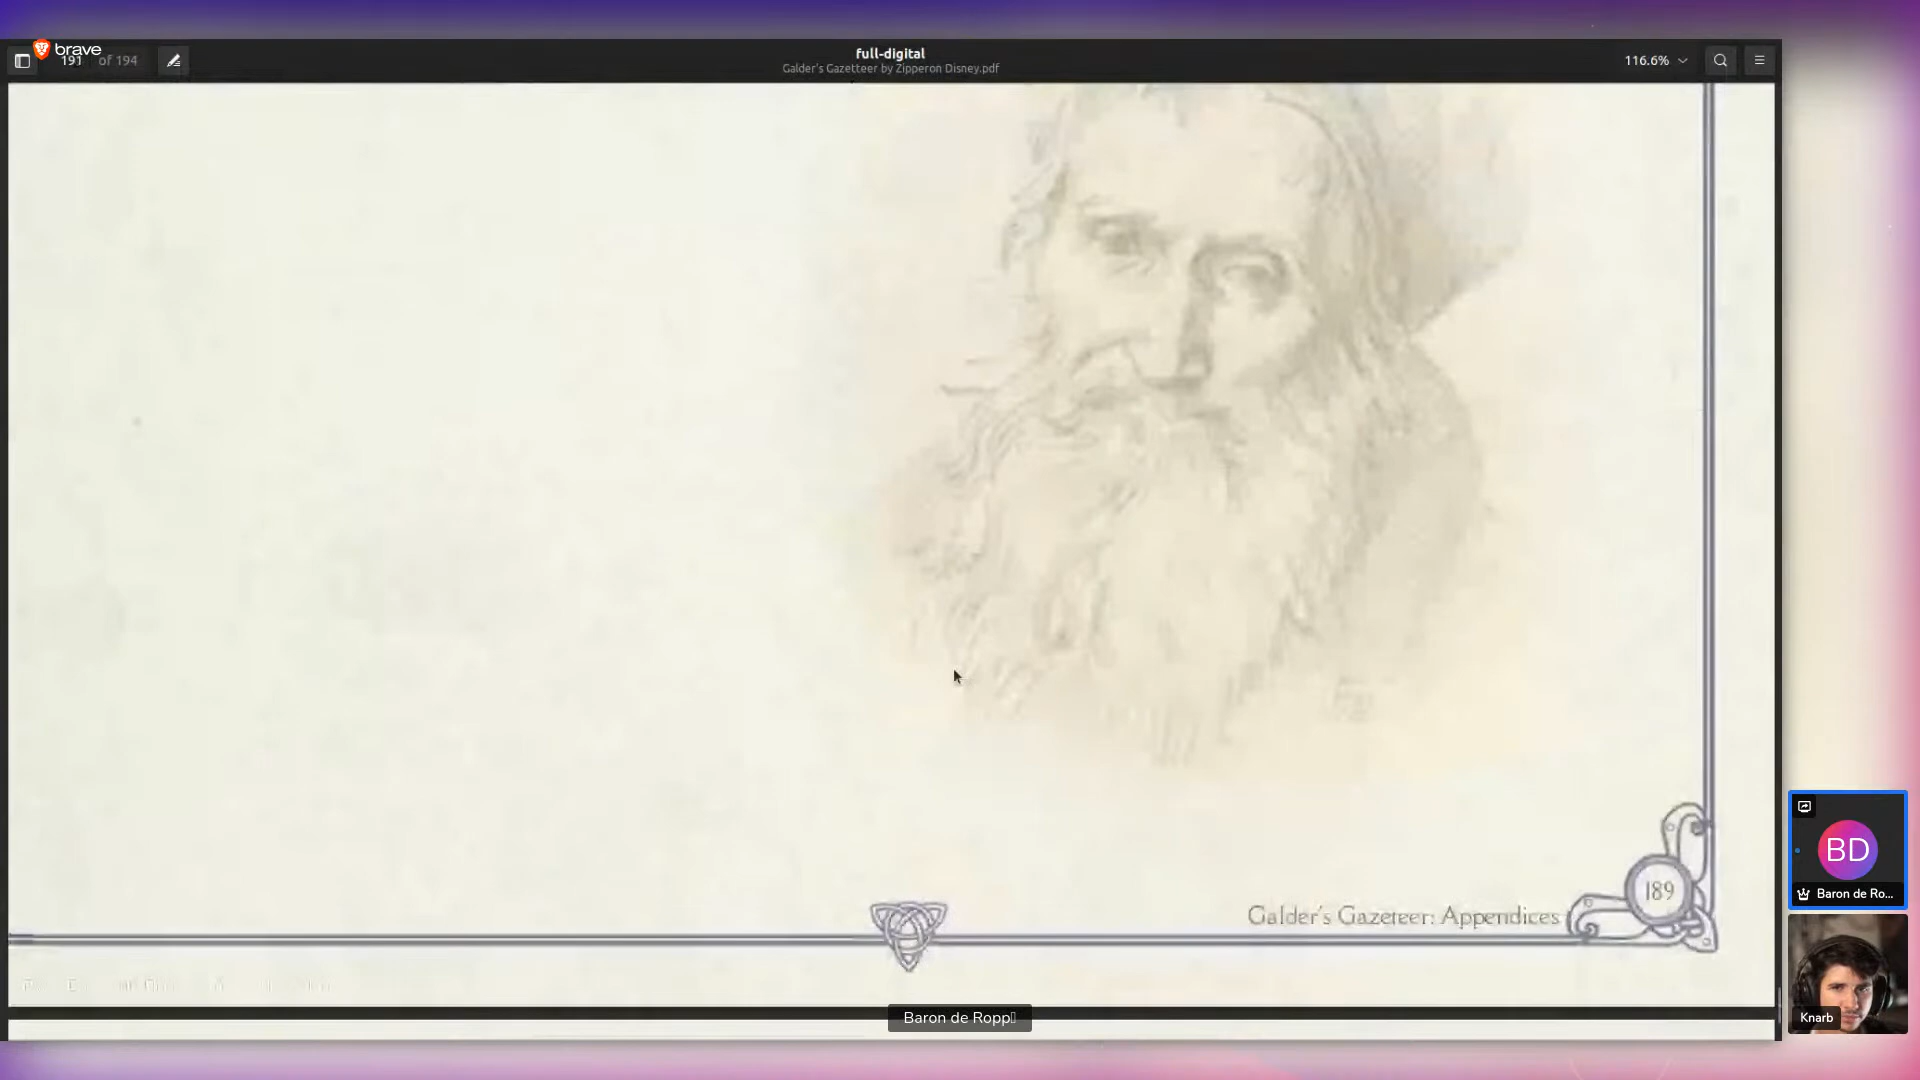 brave
191 of 194
full-digital
Galder's Gazetteer by Zipperon Disney.pdf
116.6%
Galder's Gazeteer: Appendices
189
BD
Baron de Ro...
Knarb
Baron de Ropp